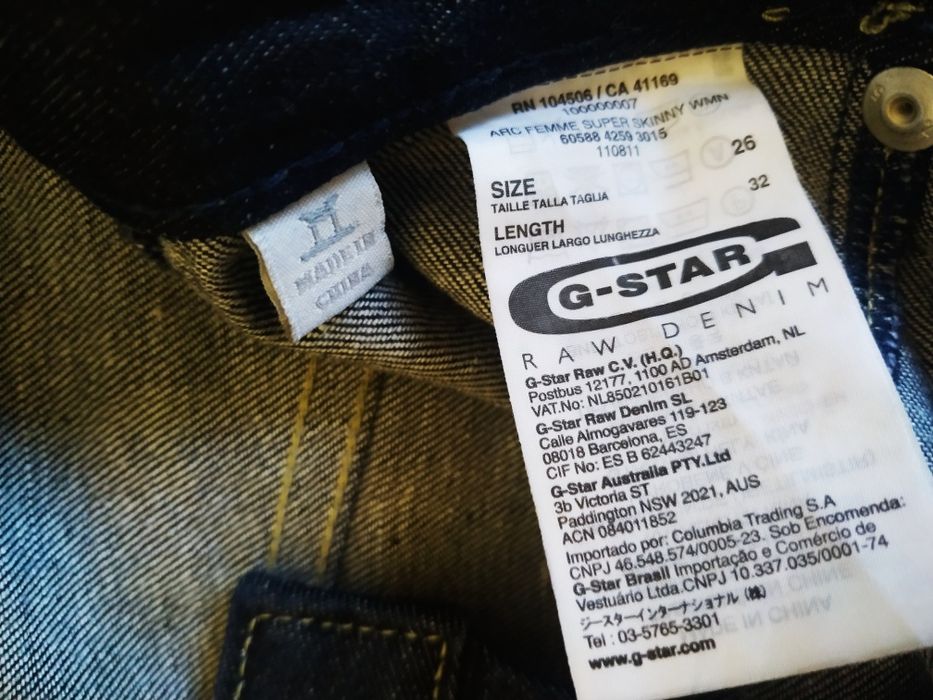 RN 104506 / CA 41169
100000007
ARC FEMME SUPER SKINNY WMN
60588 4259 3015
110811
SIZE 26
TAILLE TALLA TAGLIA
LENGTH 32
LONGUER LARGO LUNGHEZZA
G-STAR
RAW DENIM
G-Star Raw C.V. (H.Q.)
Postbus 12177, 1100 AD Amsterdam, NL
VAT.No: NL850210161B01
G-Star Raw Denim SL
Calle Almogavares 119-123
08018 Barcelona, ES
CIF No: ES B 62443247
G-Star Australia PTY.Ltd
3b Victoria ST
Paddington NSW 2021, AUS
ACN 084011852
Importado por: Columbia Trading S.A
CNPJ 46.548.574/0005-23. Sob Encomenda:
G-Star Brasil Importação e Comércio de
Vestuário Ltda.CNPJ 10.337.035/0001-74
ジースターインターナショナル (株)
Tel : 03-5765-3301
www.g-star.com
MADE IN
CHINA